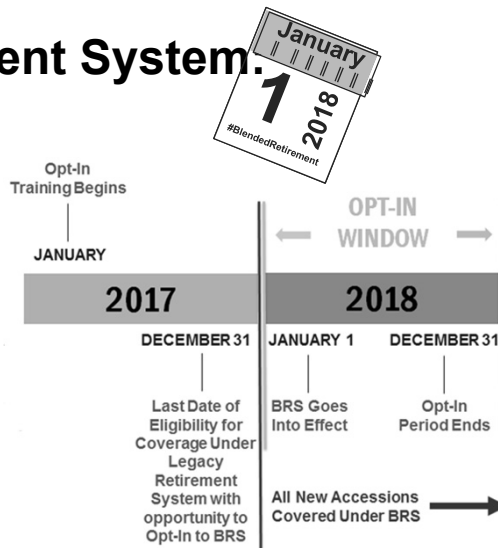 ent System.
January
1
2018
#BlendedRetirement
Opt-In
Training Begins
JANUARY
OPT-IN
WINDOW
2017
2018
DECEMBER 31
JANUARY 1
DECEMBER 31
Last Date of
Eligibility for
Coverage Under
Legacy
Retirement
System with
opportunity to
Opt-In to BRS
BRS Goes
Into Effect
Opt-In
Period Ends
All New Accessions
Covered Under BRS